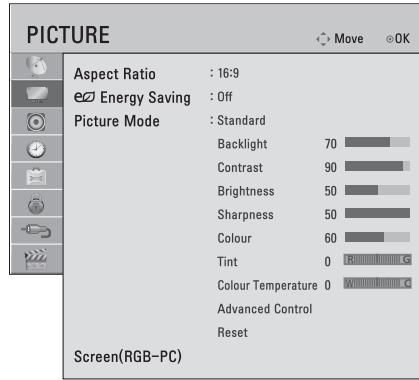 PICTURE
Move OK
Aspect Ratio : 16:9
Energy Saving : Off
Picture Mode : Standard
Backlight 70
Contrast 90
Brightness 50
Sharpness 50
Colour 60
Tint 0 R G
Colour Temperature 0 W C
Advanced Control
Reset
Screen(RGB-PC)